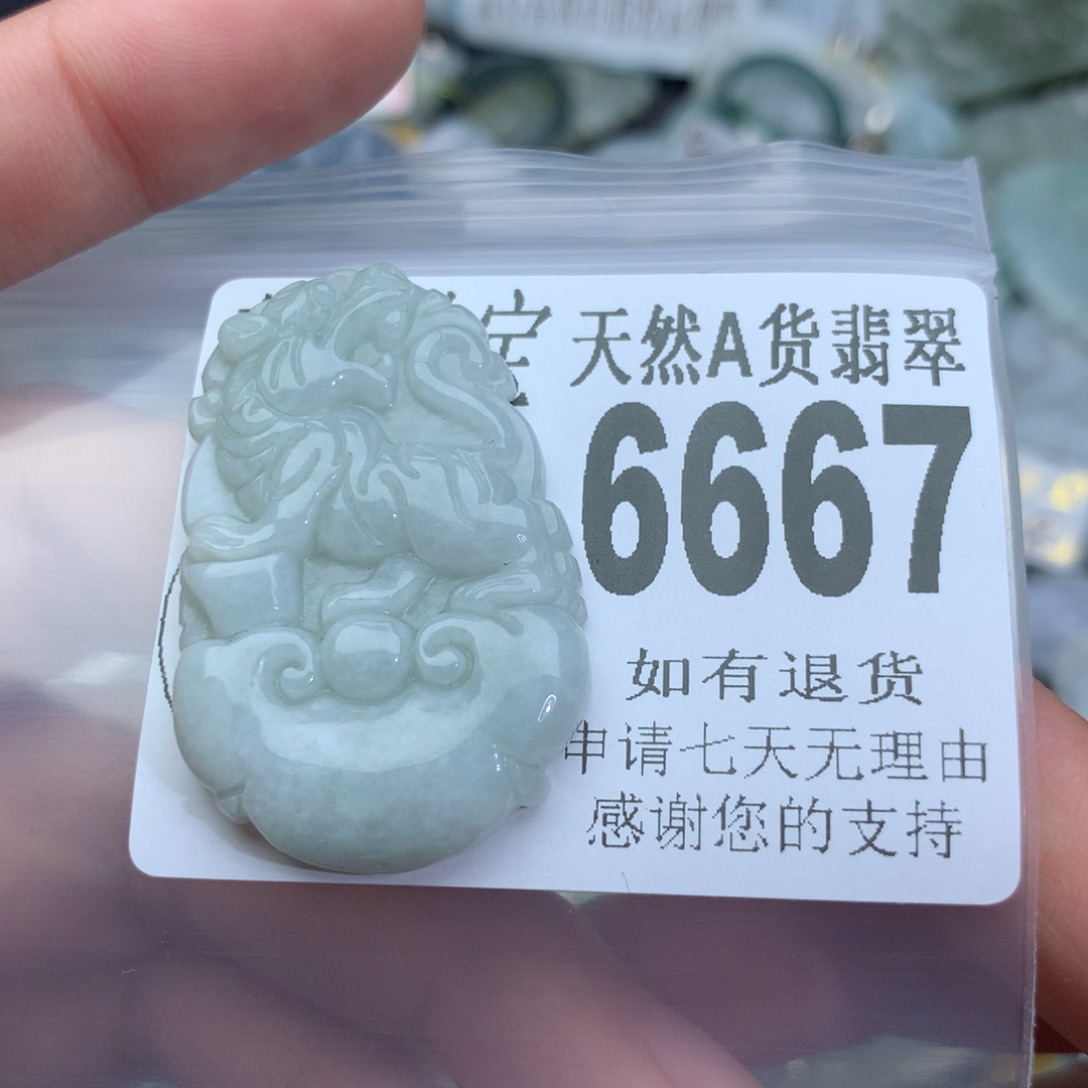 天然A货翡翠
6667
如有退货
申请七天无理由
感谢您的支持